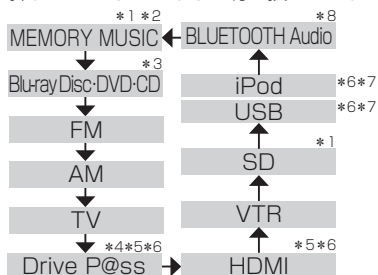 *1 *2
MEMORY MUSIC
*3
Blu-ray Disc·DVD·CD
FM
AM
TV
*4*5*6
Drive P@ss
*8
BLUETOOTH Audio
iPod *6*7
USB *6*7
*1
SD
VTR
*5*6
HDMI